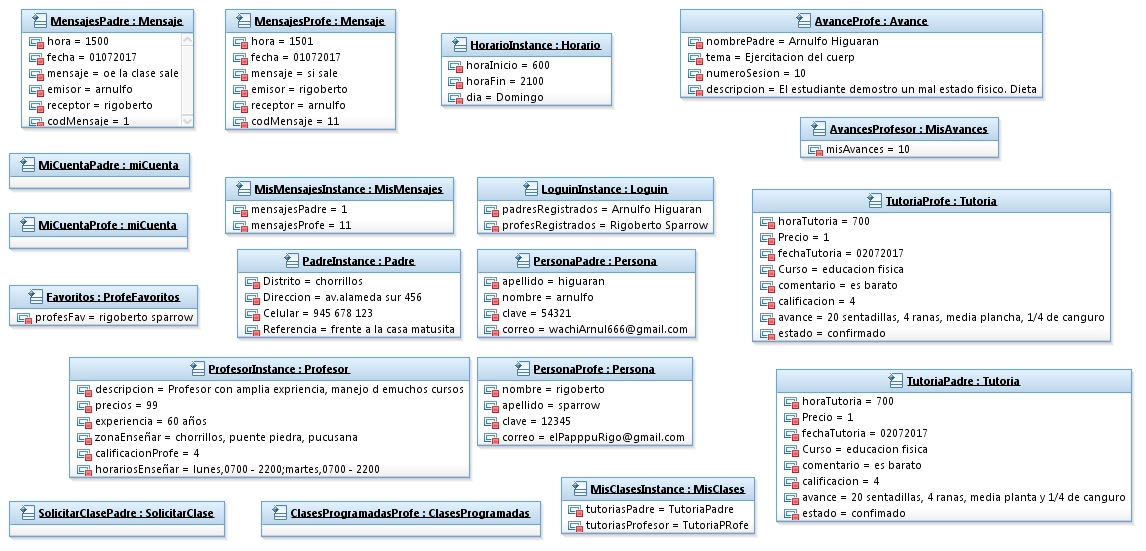 MensajesPadre : Mensaje
hora = 1500
fecha = 01072017
mensaje = oe la clase sale
emisor = arnulfo
receptor = rigoberto
codMensaje = 1
MensajesProfe : Mensaje
hora = 1501
fecha = 01072017
mensaje = si sale
emisor = rigoberto
receptor = arnulfo
codMensaje = 11
HorarioInstance : Horario
horaInicio = 600
horaFin = 2100
dia = Domingo
AvanceProfe : Avance
nombrePadre = Arnulfo Higuaran
tema = Ejercitacion del cuerp
numeroSesion = 10
descripcion = El estudiante demostro un mal estado fisico. Dieta
AvancesProfesor : MisAvances
misAvances = 10
MiCuentaPadre : miCuenta
MiCuentaProfe : miCuenta
MisMensajesInstance : MisMensajes
mensajesPadre = 1
mensajesProfe = 11
LoguinInstance : Loguin
padresRegistrados = Arnulfo Higuaran
profesRegistrados = Rigoberto Sparrow
TutoriaProfe : Tutoria
horaTutoria = 700
Precio = 1
fechaTutoria = 02072017
Curso = educacion fisica
comentario = es barato
calificacion = 4
avance = 20 sentadillas, 4 ranas, media plancha, 1/4 de canguro
estado = confirmado
Favoritos : ProfeFavoritos
profesFav = rigoberto sparrow
PadreInstance : Padre
Distrito = chorrillos
Direccion = av.alameda sur 456
Celular = 945 678 123
Referencia = frente a la casa matusita
PersonaPadre : Persona
apellido = higuaran
nombre = arnulfo
clave = 54321
correo = wachiArnul666@gmail.com
ProfesorInstance : Profesor
descripcion = Profesor con amplia expriencia, manejo d emuchos cursos
precios = 99
experiencia = 60 años
zonaEnseñar = chorrillos, puente piedra, pucusana
calificacionProfe = 4
horariosEnseñar = lunes,0700 - 2200;martes,0700 - 2200
PersonaProfe : Persona
nombre = rigoberto
apellido = sparrow
clave = 12345
correo = elPapppuRigo@gmail.com
TutoriaPadre : Tutoria
horaTutoria = 700
Precio = 1
fechaTutoria = 02072017
Curso = educacion fisica
comentario = es barato
calificacion = 4
avance = 20 sentadillas, 4 ranas, media planta y 1/4 de canguro
estado = confimado
SolicitarClasePadre : SolicitarClase
ClasesProgramadasProfe : ClasesProgramadas
MisClasesInstance : MisClases
tutoriasPadre = TutoriaPadre
tutoriasProfesor = TutoriaPRofe